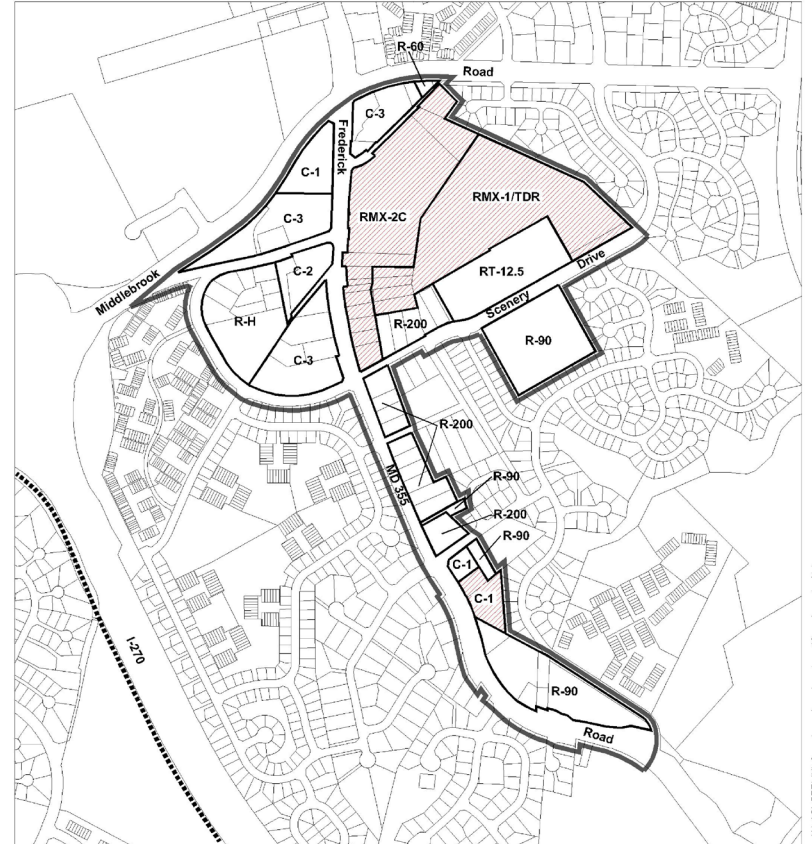 R-60
Road
C-3
Frederick
C-1
RMX-2C
RMX-1/TDR
C-3
C-2
RT-12.5
Drive
Middlebrook
Scenery
R-H
R-200
R-90
C-3
R-200
MD 355
R-90
R-200
R-90
C-1
C-1
I-270
R-90
Road